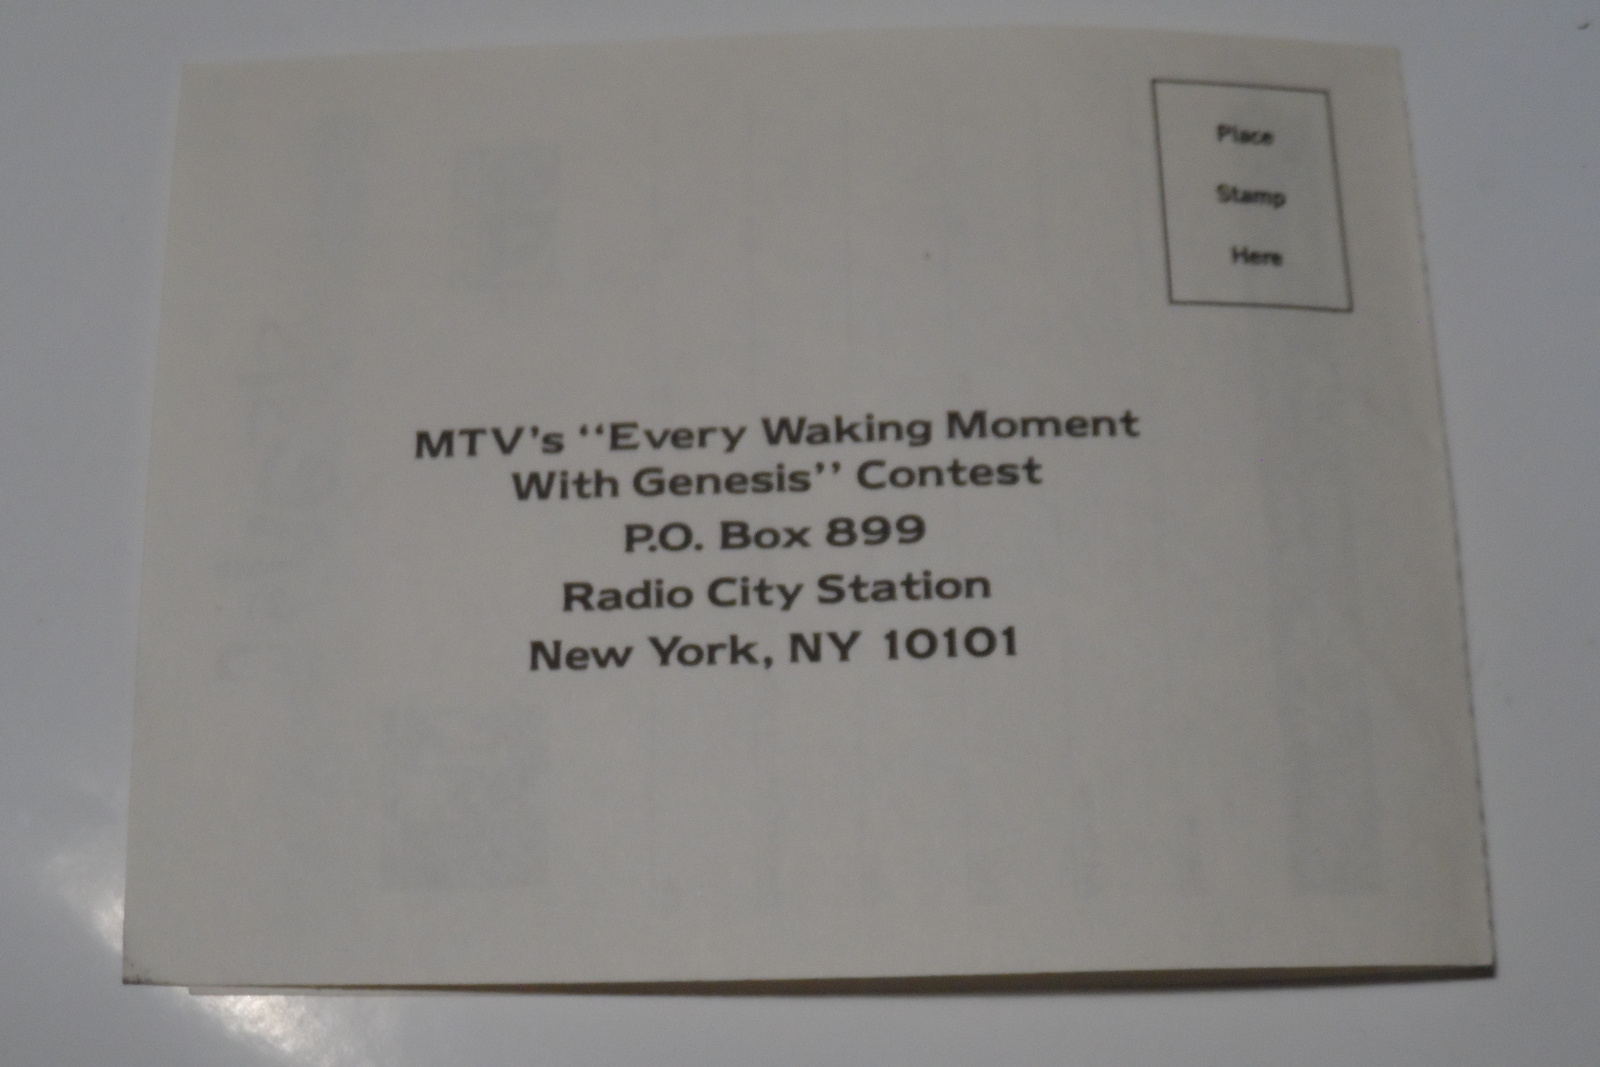 Place
Stamp
Here
MTV's “Every Waking Moment
With Genesis” Contest
P.O. Box 899
Radio City Station
New York, NY 10101